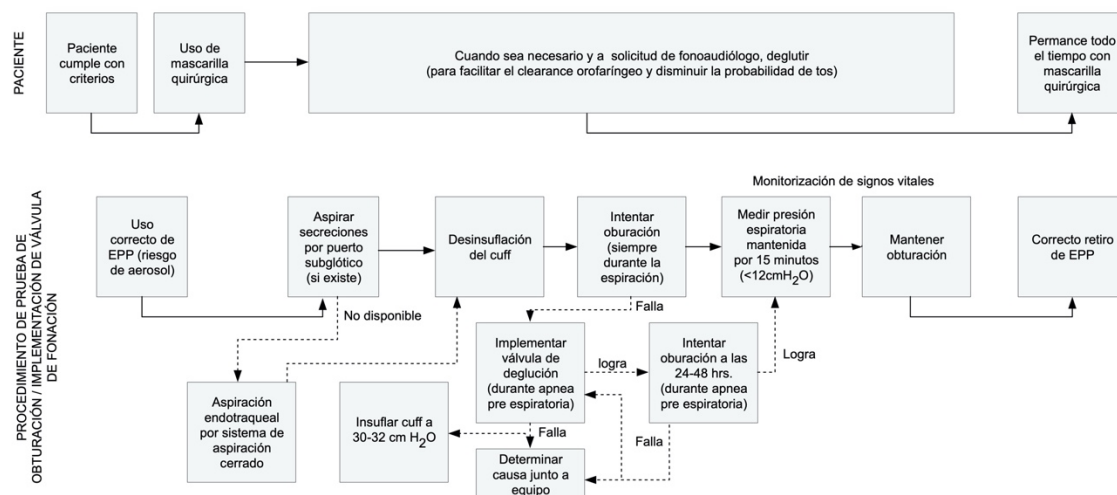 PACIENTE
Paciente
cumple con
criterios
Uso de
mascarilla
quirúrgica
Cuando sea necesario y a solicitud de fonoaudiólogo, deglutir
(para facilitar el clearance orofaríngeo y disminuir la probabilidad de tos)
Permance todo
el tiempo con
mascarilla
quirúrgica
PROCEDIMIENTO DE PRUEBA DE
OBTURACIÓN / IMPLEMENTACIÓN DE VÁLVULA
DE FONACIÓN
Monitorización de signos vitales
Uso
correcto de
EPP (riesgo
de aerosol)
Aspirar
secreciones
por puerto
subglótico
(si existe)
Desinsuflación
del cuff
Intentar
oburación
(siempre
durante la
espiración)
Medir presión
espiratoria
mantenida
por 15 minutos
(<12cmH2O)
Mantener
obturación
Correcto retiro
de EPP
No disponible
Falla
Implementar
válvula de
deglución
(durante apnea
pre espiratoria)
logra
Intentar
oburación a las
24-48 hrs.
(durante apnea
pre espiratoria)
Logra
Aspiración
endotraqueal
por sistema de
aspiración
cerrado
Insuflar cuff a
30-32 cm H2O
Falla
Falla
Determinar
causa junto a
equipo